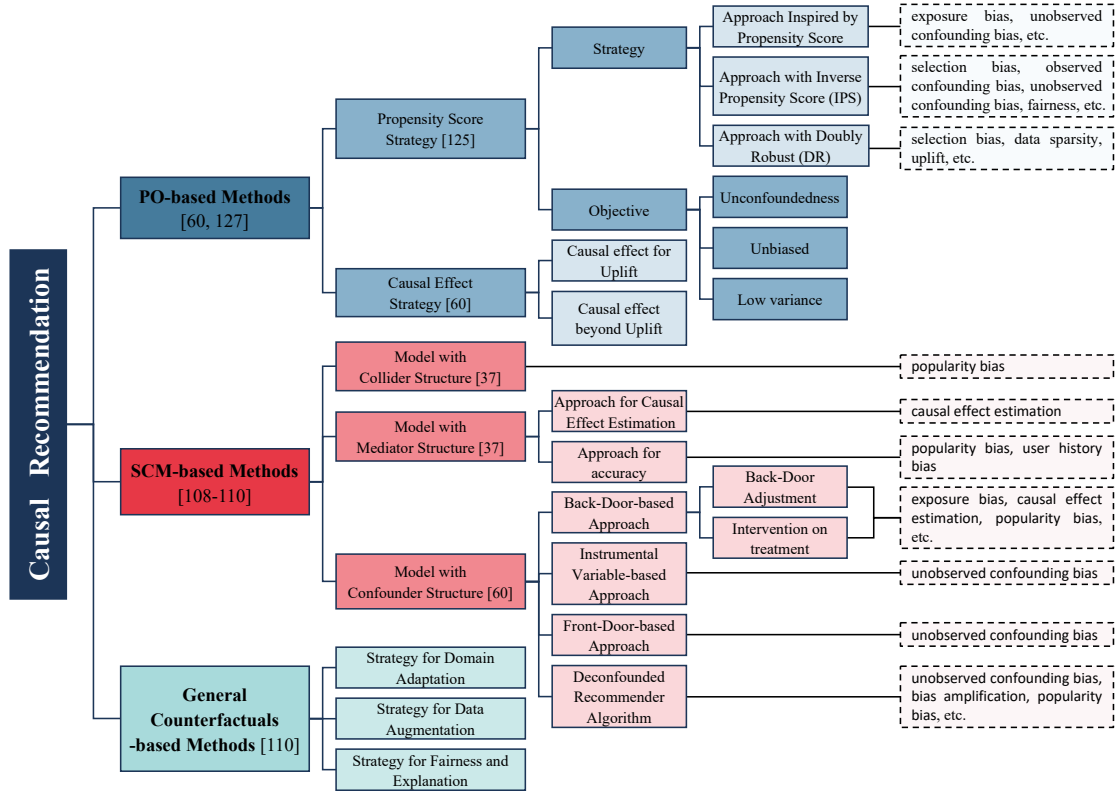 Causal Recommendation
PO-based Methods
[60, 127]
Propensity Score
Strategy [125]
Strategy
Approach Inspired by
Propensity Score
exposure bias, unobserved
confounding bias, etc.
Approach with Inverse
Propensity Score (IPS)
selection bias, observed
confounding bias, unobserved
confounding bias, fairness, etc.
Approach with Doubly
Robust (DR)
selection bias, data sparsity,
uplift, etc.
Objective
Unconfoundedness
Unbiased
Low variance
Causal Effect
Strategy [60]
Causal effect for
Uplift
Causal effect
beyond Uplift
SCM-based Methods
[108-110]
Model with
Collider Structure [37]
popularity bias
Model with
Mediator Structure [37]
Approach for Causal
Effect Estimation
causal effect estimation
Approach for
accuracy
popularity bias, user history
bias
Model with
Confounder Structure [60]
Back-Door-based
Approach
Back-Door
Adjustment
Intervention on
treatment
exposure bias, causal effect
estimation, popularity bias,
etc.
Instrumental
Variable-based
Approach
unobserved confounding bias
Front-Door-based
Approach
unobserved confounding bias
Deconfounded
Recommender
Algorithm
unobserved confounding bias,
bias amplification, popularity
bias, etc.
General
Counterfactuals
-based Methods [110]
Strategy for Domain
Adaptation
Strategy for Data
Augmentation
Strategy for Fairness and
Explanation